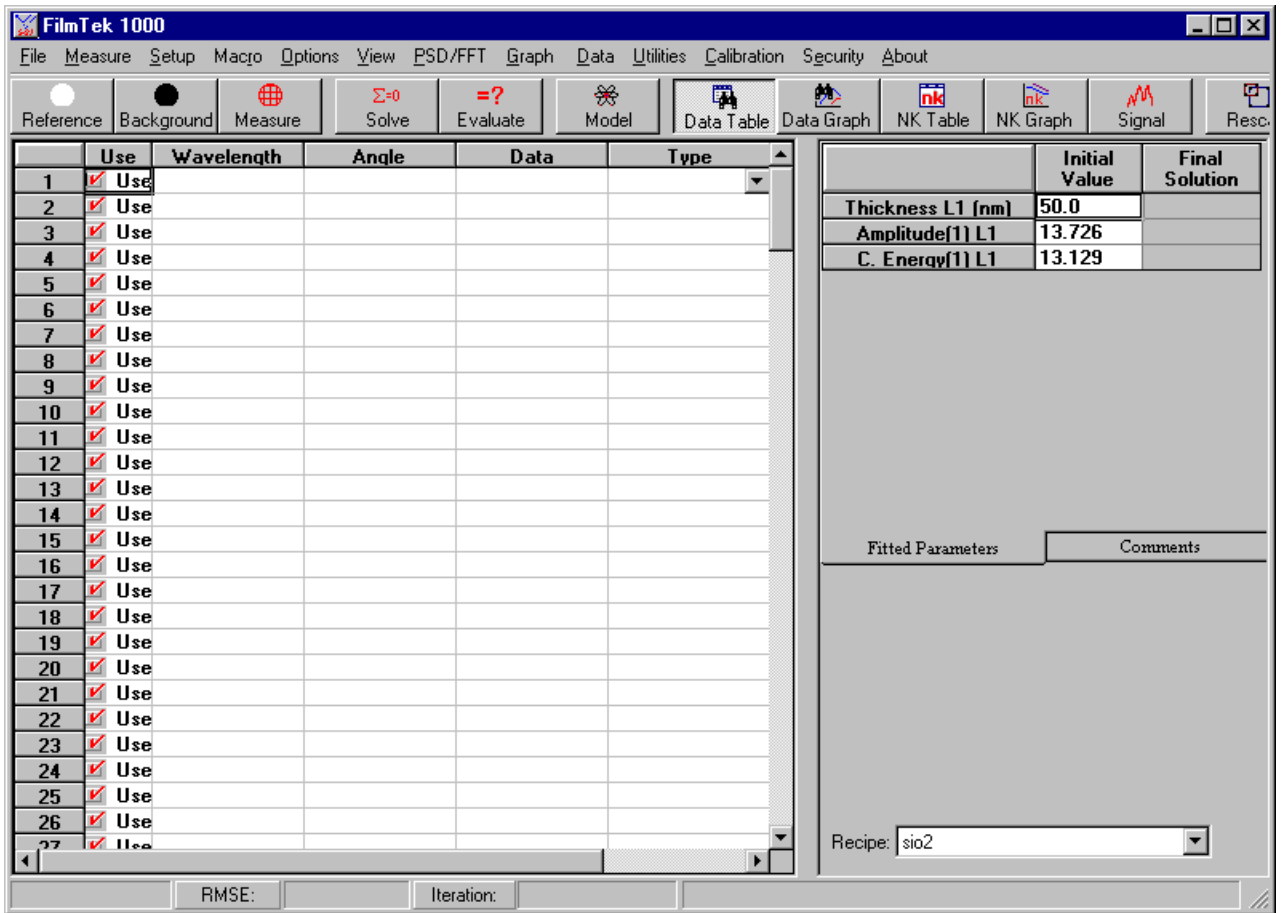 FilmTek 1000
File Measure Setup Macro Options View PSD/FFT Graph Data Utilities Calibration Security About
Reference Background Measure Σ=0 Solve =? Evaluate Model Data Table Data Graph nk NK Table nk NK Graph Signal Resc
Use Wavelength Angle Data Type
1 Use
2 Use
3 Use
4 Use
5 Use
6 Use
7 Use
8 Use
9 Use
10 Use
11 Use
12 Use
13 Use
14 Use
15 Use
16 Use
17 Use
18 Use
19 Use
20 Use
21 Use
22 Use
23 Use
24 Use
25 Use
26 Use
27 Use
Initial Value Final Solution
Thickness L1 (nm) 50.0
Amplitude(1) L1 13.726
C. Energy(1) L1 13.129
Fitted Parameters Comments
Recipe: sio2
RMSE: Iteration: